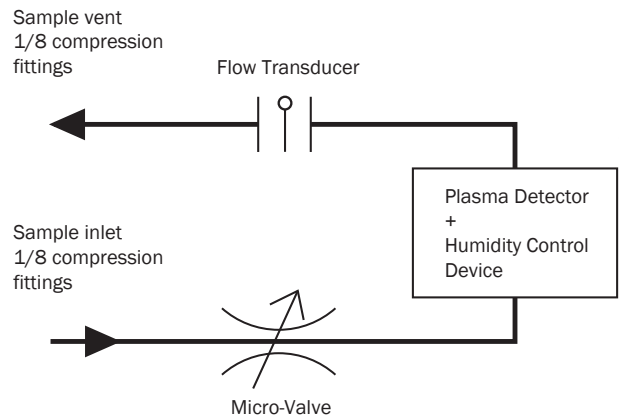 Sample vent
1/8 compression
fittings
Flow Transducer
Plasma Detector
+
Humidity Control
Device
Sample inlet
1/8 compression
fittings
Micro-Valve